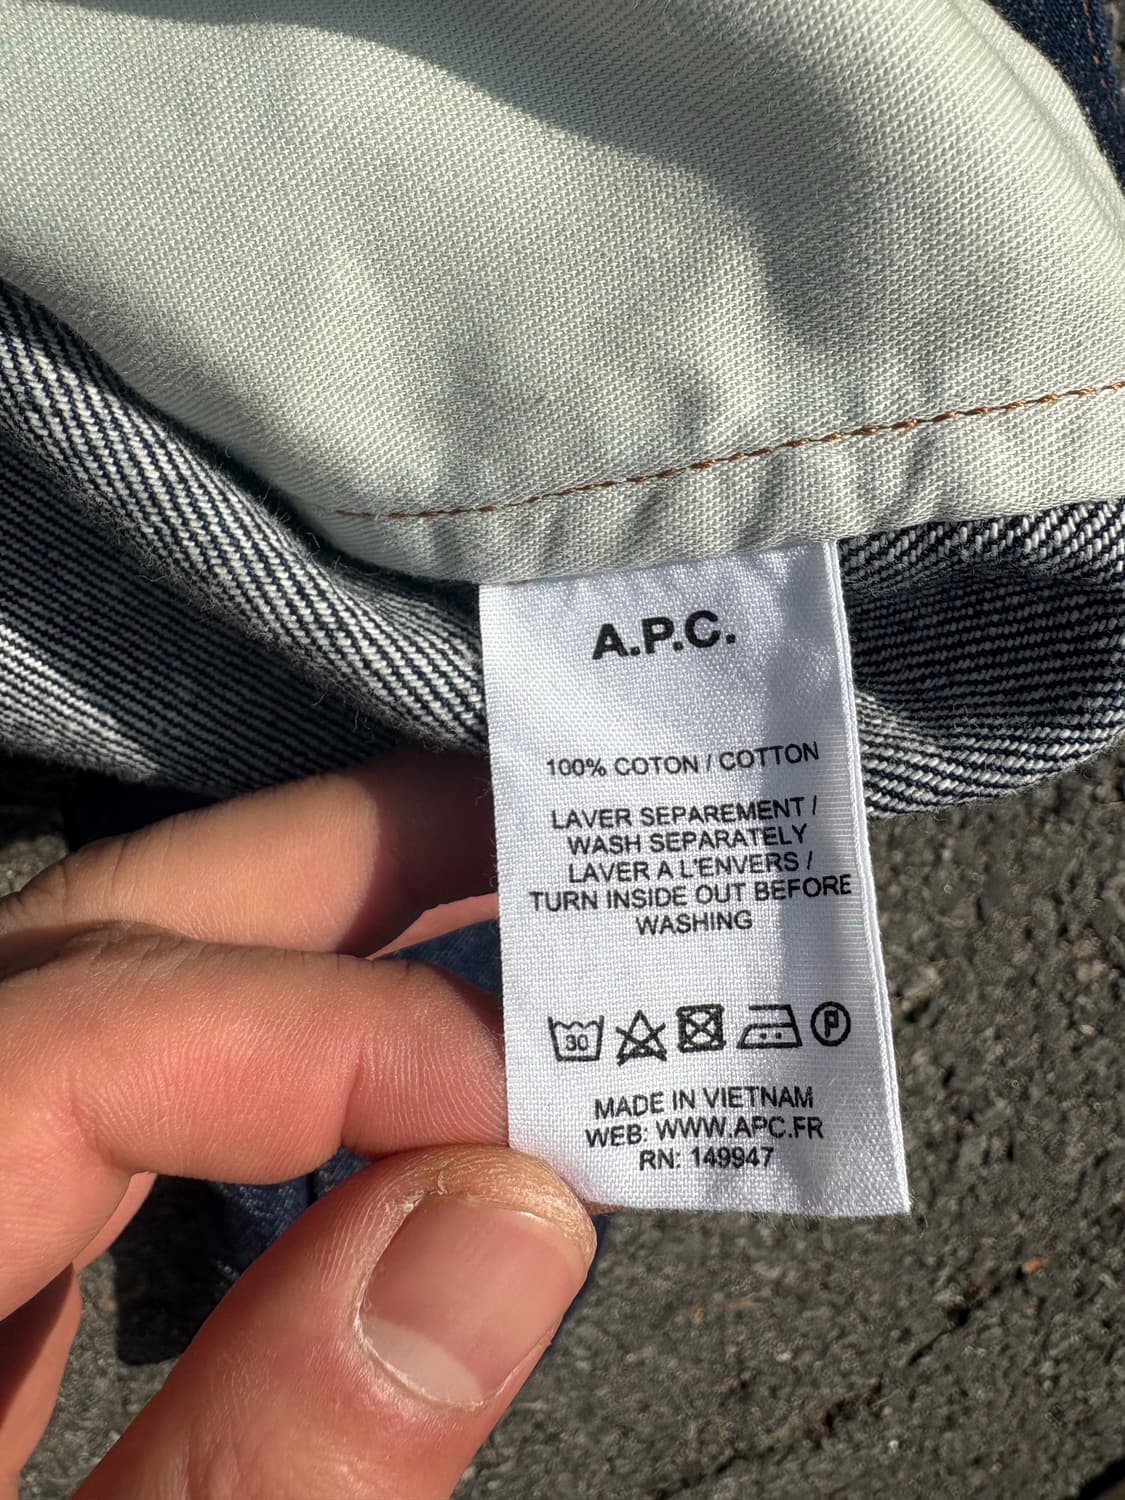 A.P.C.
100% COTON / COTTON
LAVER SEPAREMENT /
WASH SEPARATELY
LAVER A L'ENVERS /
TURN INSIDE OUT BEFORE
WASHING
30
P
MADE IN VIETNAM
WEB: WWW.APC.FR
RN: 149947